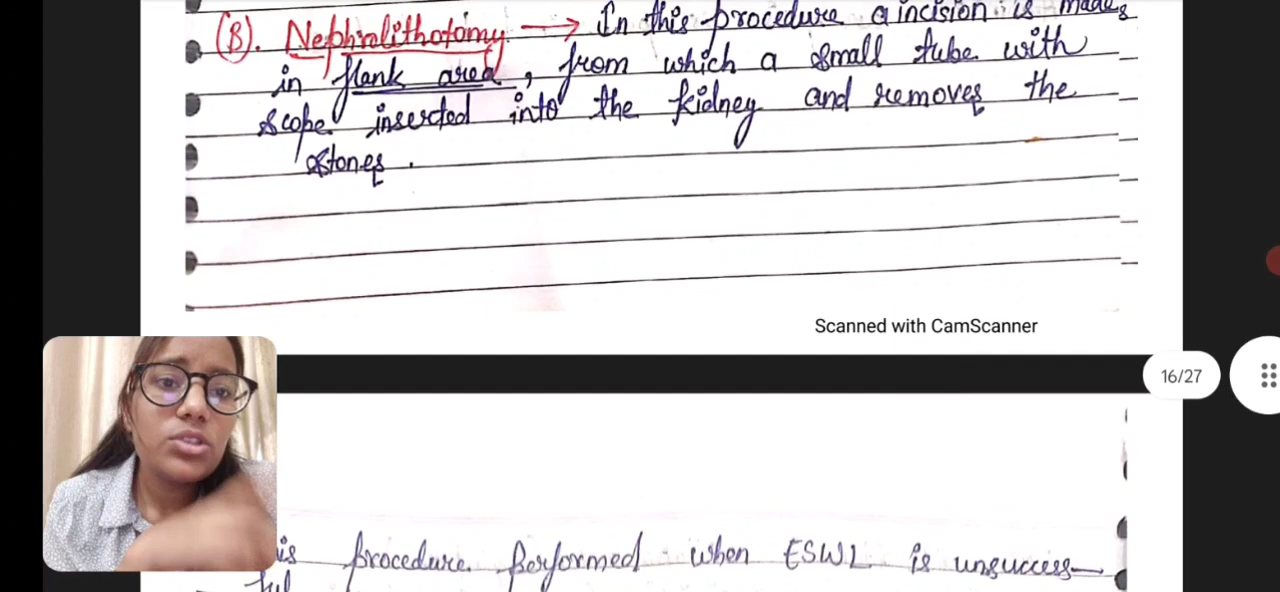 (B). Nephrolithotomy → In this procedure a incision is made
in flank area, from which a small tube with
scope inserted into the kidney and removes the
stones.
Scanned with CamScanner
16/27
is procedure performed when ESWL is unsuccess-
ful